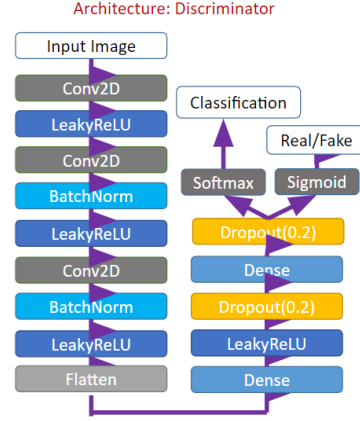 Architecture: Discriminator
Input Image
Conv2D
LeakyReLU
Conv2D
BatchNorm
LeakyReLU
Conv2D
BatchNorm
LeakyReLU
Flatten
Classification
Real/Fake
Softmax
Sigmoid
Dropout(0.2)
Dense
Dropout(0.2)
LeakyReLU
Dense